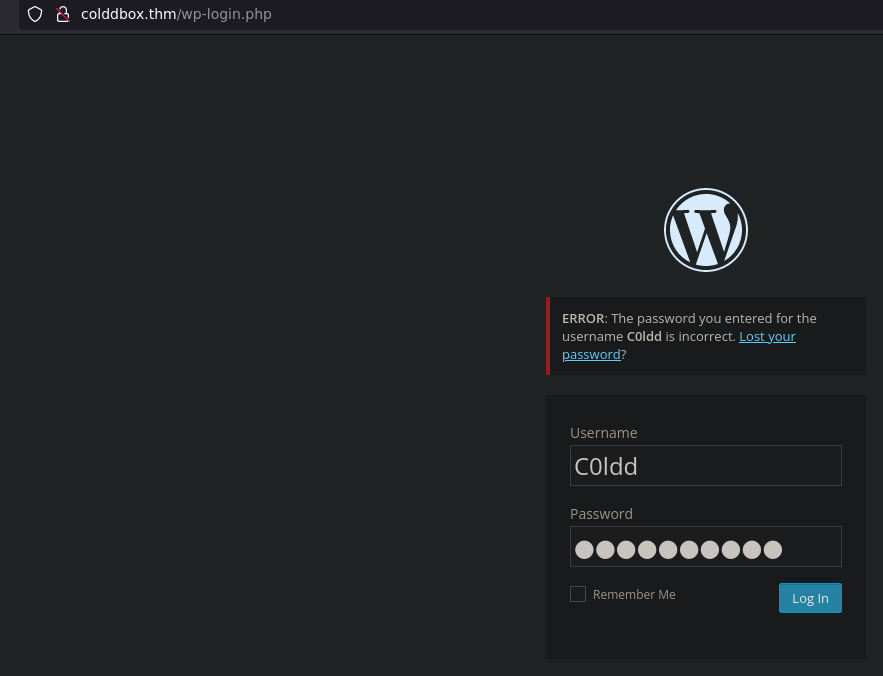 colddbox.thm/wp-login.php
ERROR: The password you entered for the
username C0ldd is incorrect. Lost your
password?
Username
C0ldd
Password
Remember Me
Log In